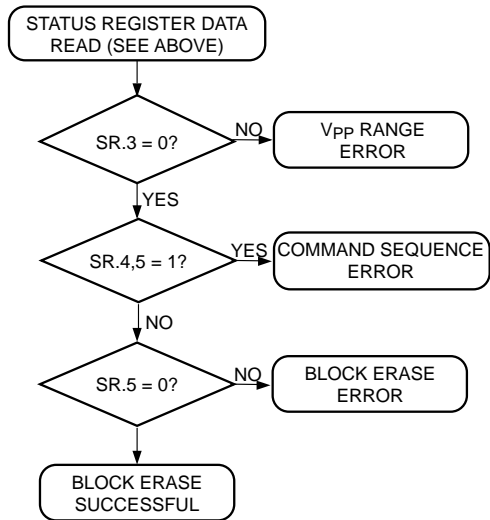 STATUS REGISTER DATA
READ (SEE ABOVE)
SR.3 = 0?
NO
VPP RANGE
ERROR
YES
SR.4,5 = 1?
YES
COMMAND SEQUENCE
ERROR
NO
SR.5 = 0?
NO
BLOCK ERASE
ERROR
BLOCK ERASE
SUCCESSFUL